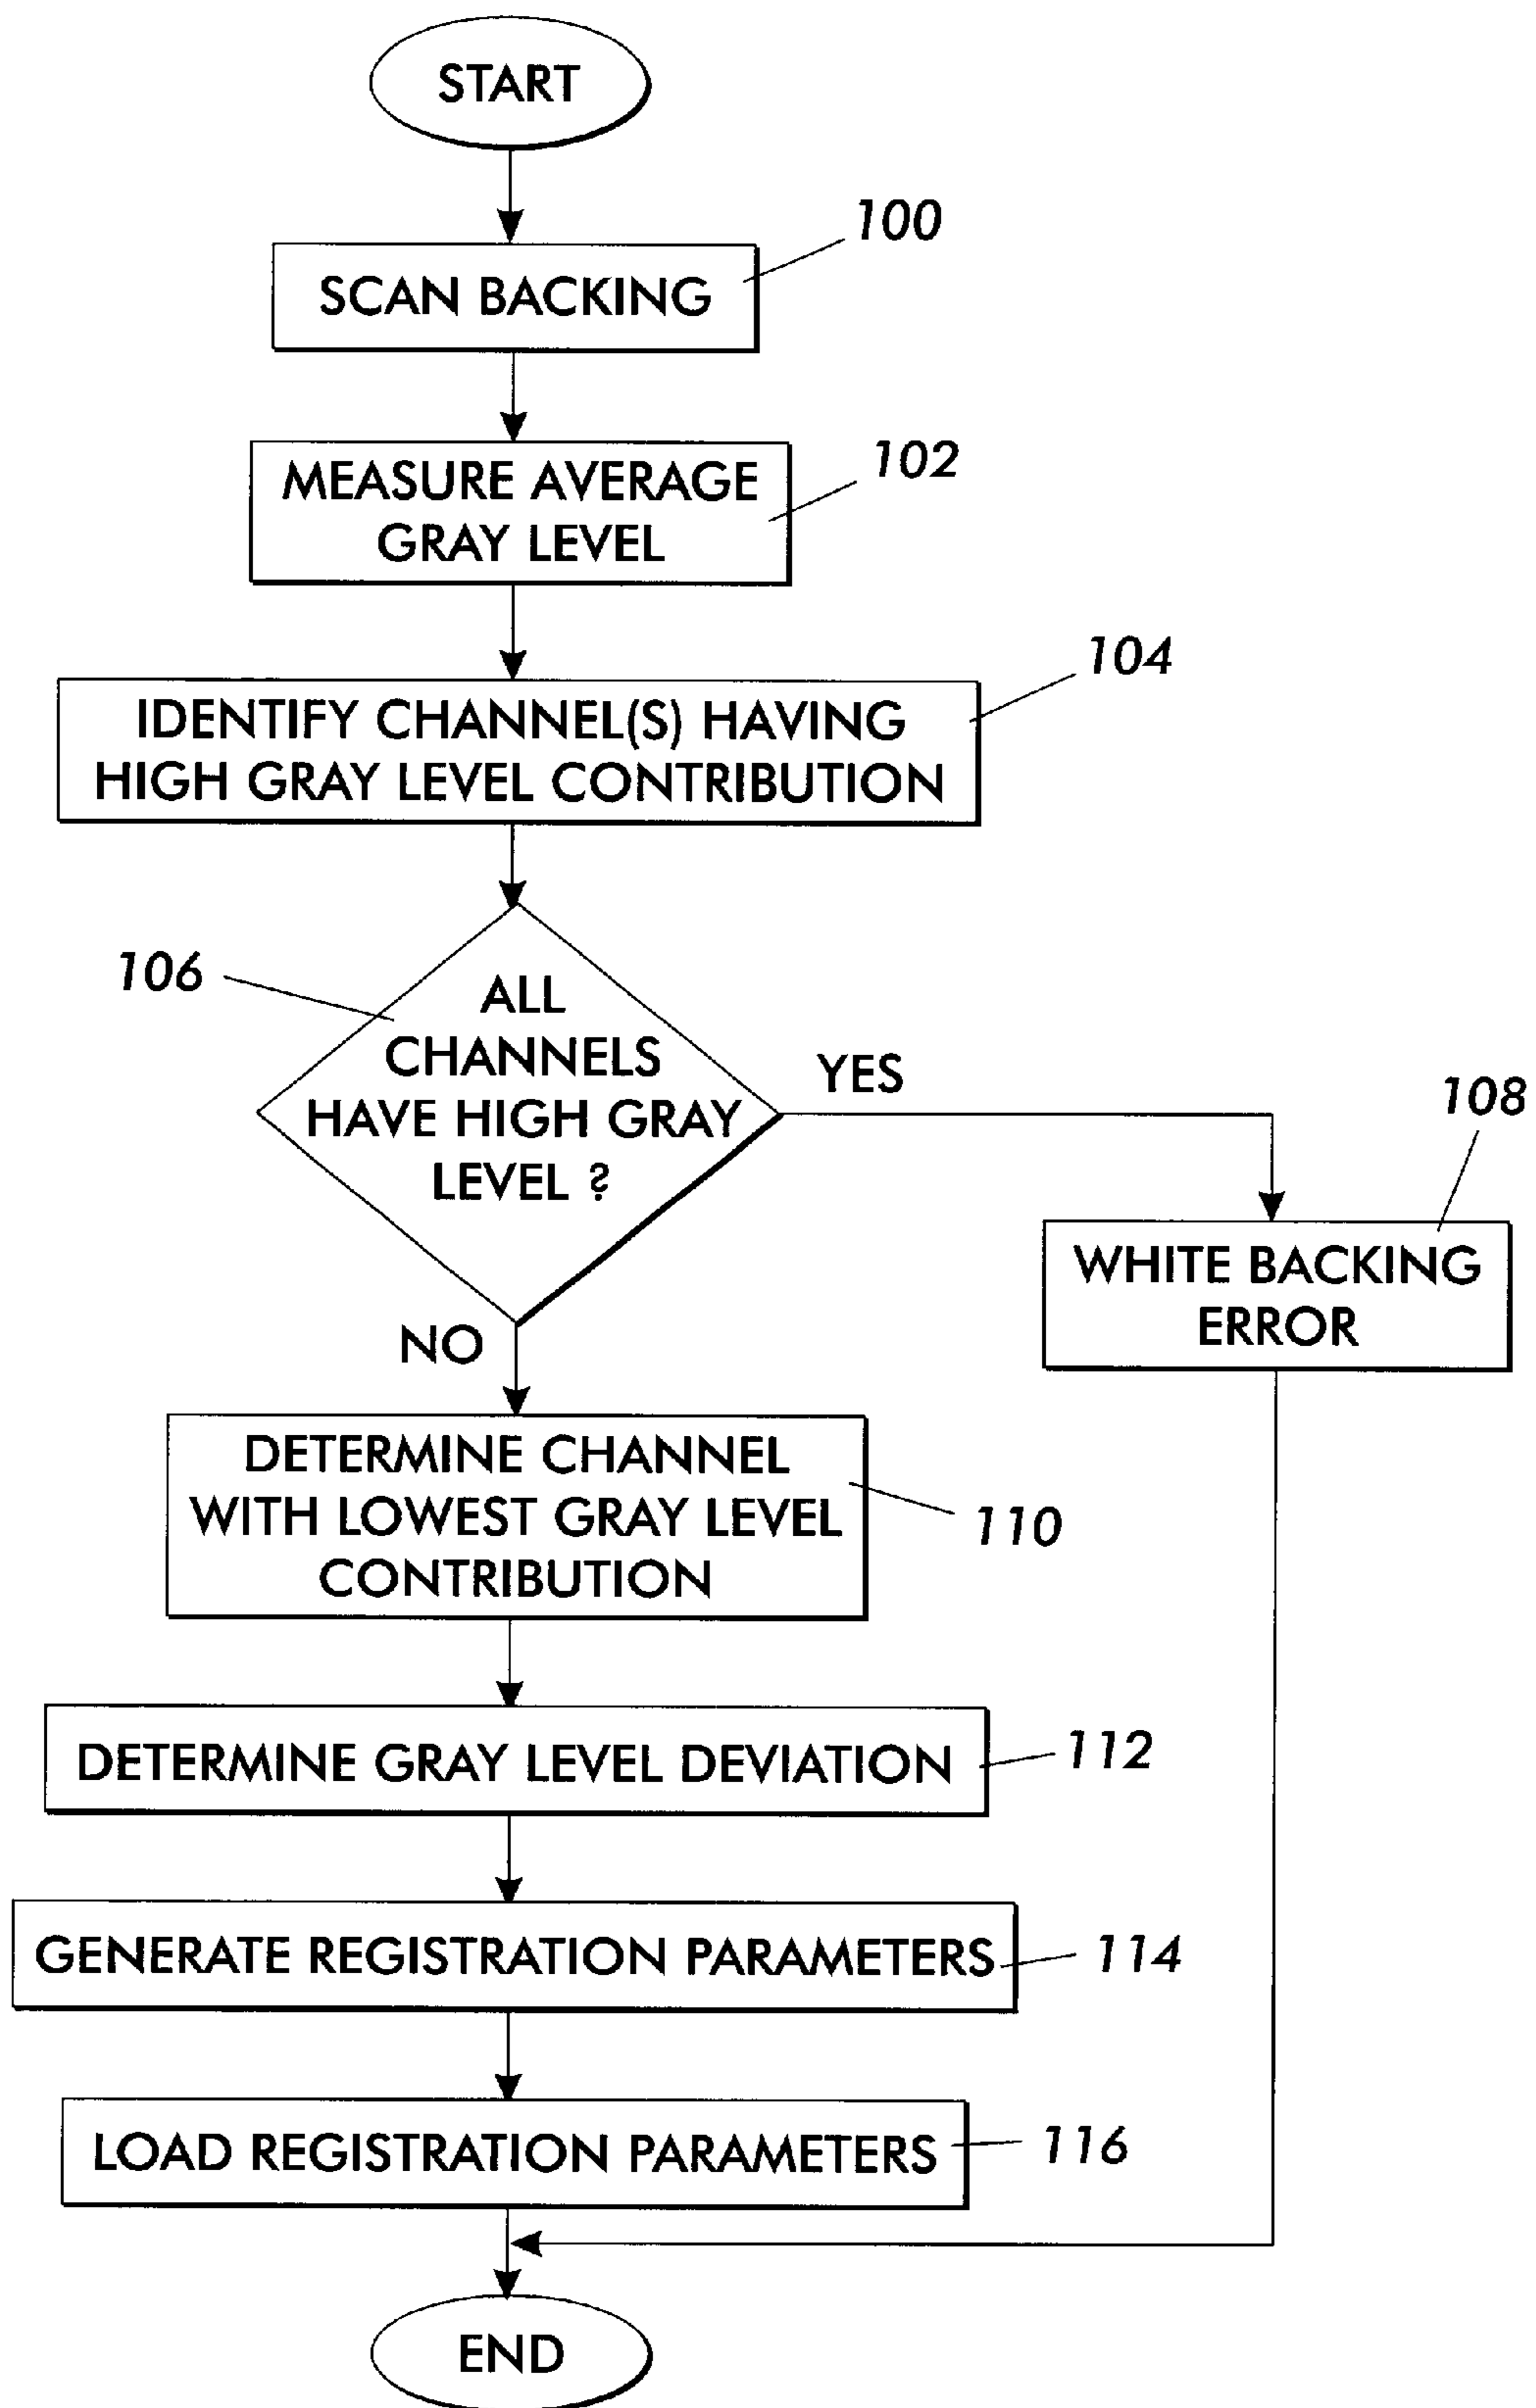 START
100
SCAN BACKING
102
MEASURE AVERAGE
GRAY LEVEL
104
IDENTIFY CHANNEL(S) HAVING
HIGH GRAY LEVEL CONTRIBUTION
106
ALL
CHANNELS
HAVE HIGH GRAY
LEVEL ?
YES
108
WHITE BACKING
ERROR
NO
DETERMINE CHANNEL
WITH LOWEST GRAY LEVEL
CONTRIBUTION
110
DETERMINE GRAY LEVEL DEVIATION
112
GENERATE REGISTRATION PARAMETERS
114
LOAD REGISTRATION PARAMETERS
116
END